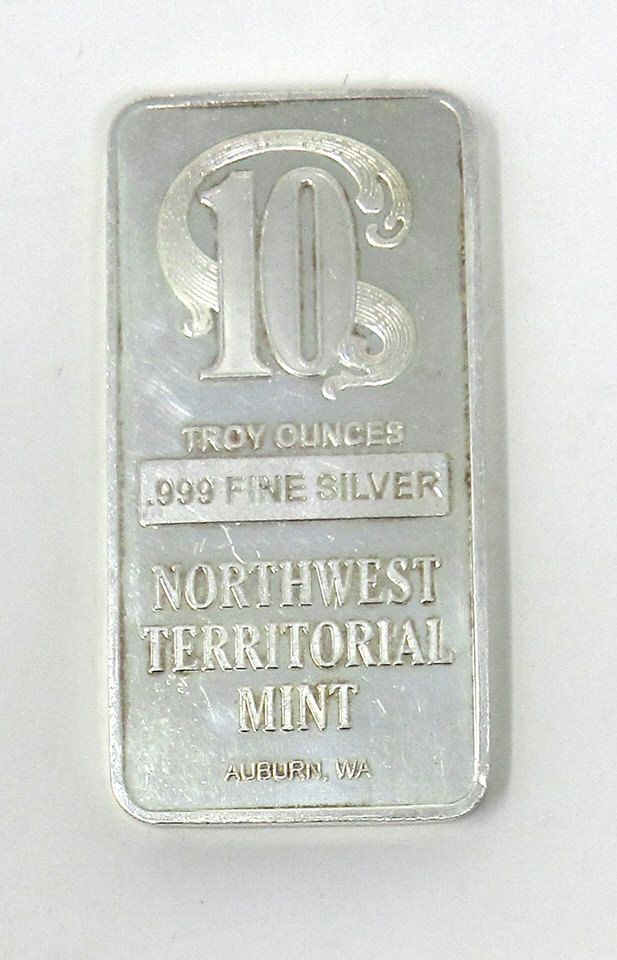 10
TROY OUNCES
.999 FINE SILVER
NORTHWEST
TERRITORIAL
MINT
AUBURN, WA